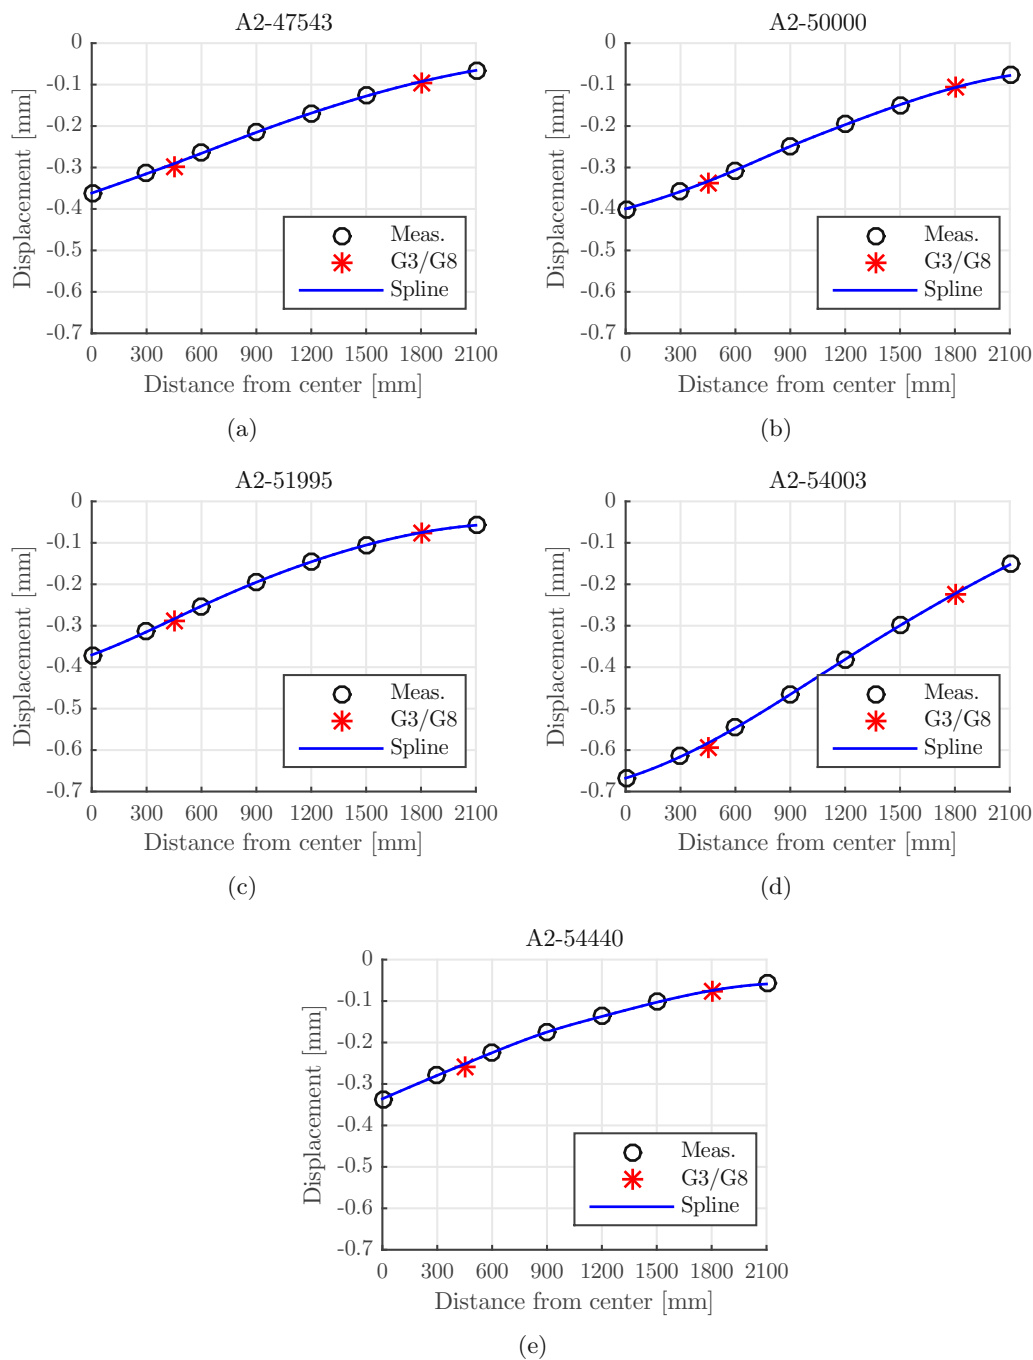 A2-47543
0
-0.1
-0.2
-0.3
-0.4
-0.5
-0.6
-0.7
Displacement [mm]
Meas.
G3/G8
Spline
0 300 600 900 1200 1500 1800 2100
Distance from center [mm]
(a)
A2-50000
0
-0.1
-0.2
-0.3
-0.4
-0.5
-0.6
-0.7
Displacement [mm]
Meas.
G3/G8
Spline
0 300 600 900 1200 1500 1800 2100
Distance from center [mm]
(b)
A2-51995
0
-0.1
-0.2
-0.3
-0.4
-0.5
-0.6
-0.7
Displacement [mm]
Meas.
G3/G8
Spline
0 300 600 900 1200 1500 1800 2100
Distance from center [mm]
(c)
A2-54003
0
-0.1
-0.2
-0.3
-0.4
-0.5
-0.6
-0.7
Displacement [mm]
Meas.
G3/G8
Spline
0 300 600 900 1200 1500 1800 2100
Distance from center [mm]
(d)
A2-54440
0
-0.1
-0.2
-0.3
-0.4
-0.5
-0.6
-0.7
Displacement [mm]
Meas.
G3/G8
Spline
0 300 600 900 1200 1500 1800 2100
Distance from center [mm]
(e)